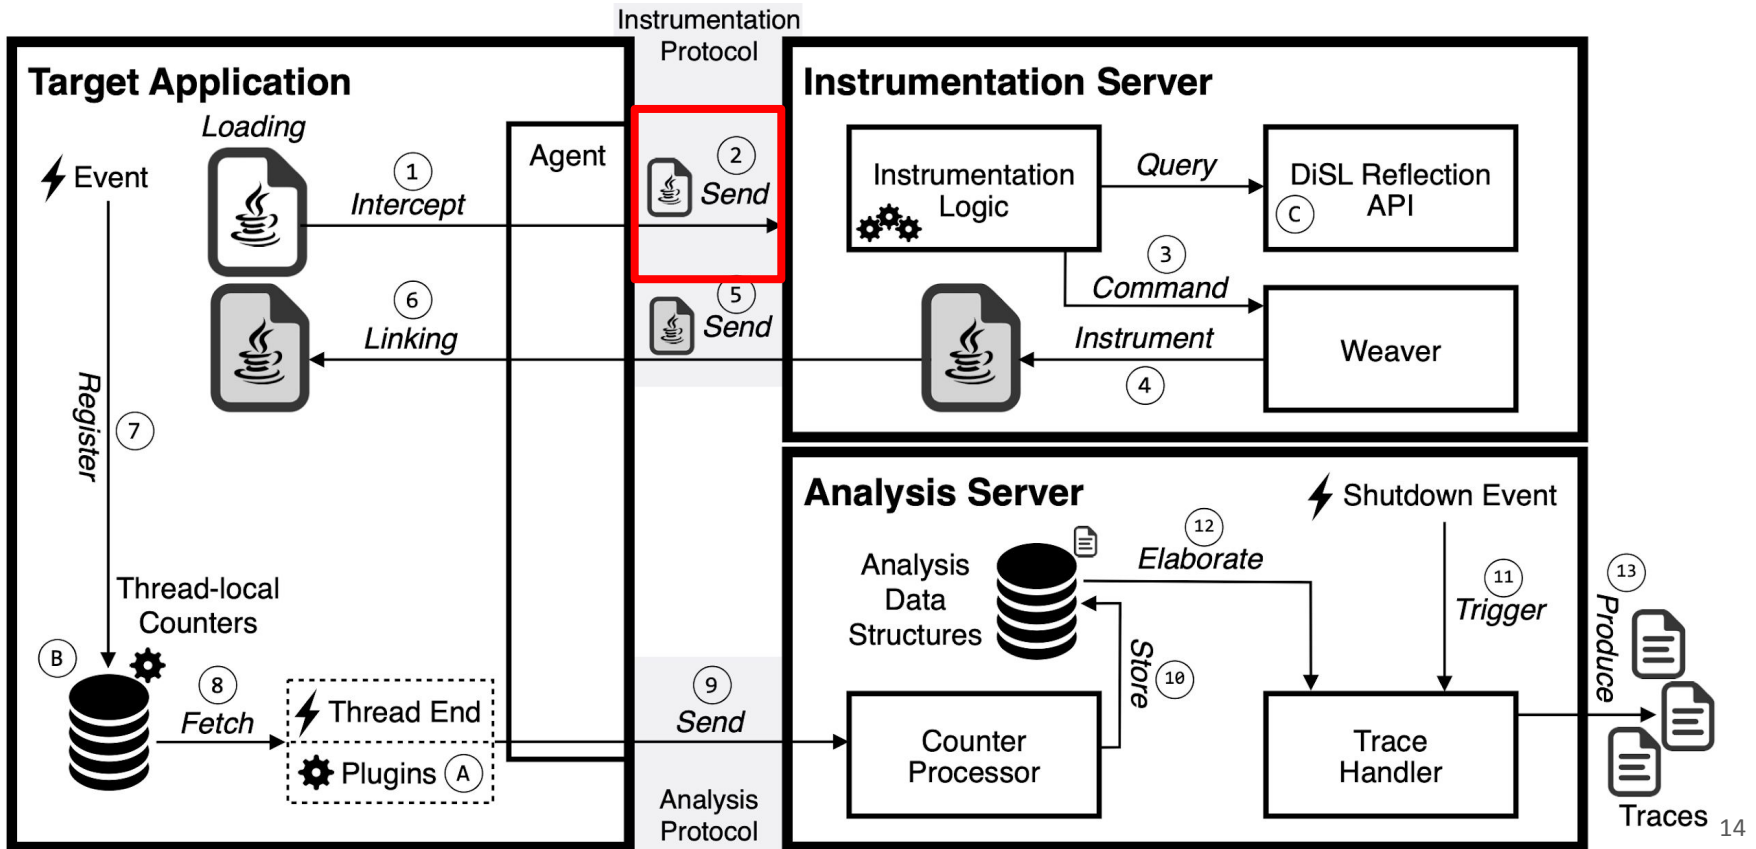 Instrumentation
Protocol
Target Application
Loading
Event
1
Intercept
Agent
2
Send
6
Linking
5
Send
Register
7
Thread-local
Counters
B
8
Fetch
Thread End
Plugins A
9
Send
Analysis
Protocol
Instrumentation Server
Instrumentation
Logic
Query
DiSL Reflection
API
C
3
Command
Instrument
4
Weaver
Analysis Server
Shutdown Event
Analysis
Data
Structures
12
Elaborate
11
Trigger
Store
10
Counter
Processor
Trace
Handler
13
Produce
Traces
14